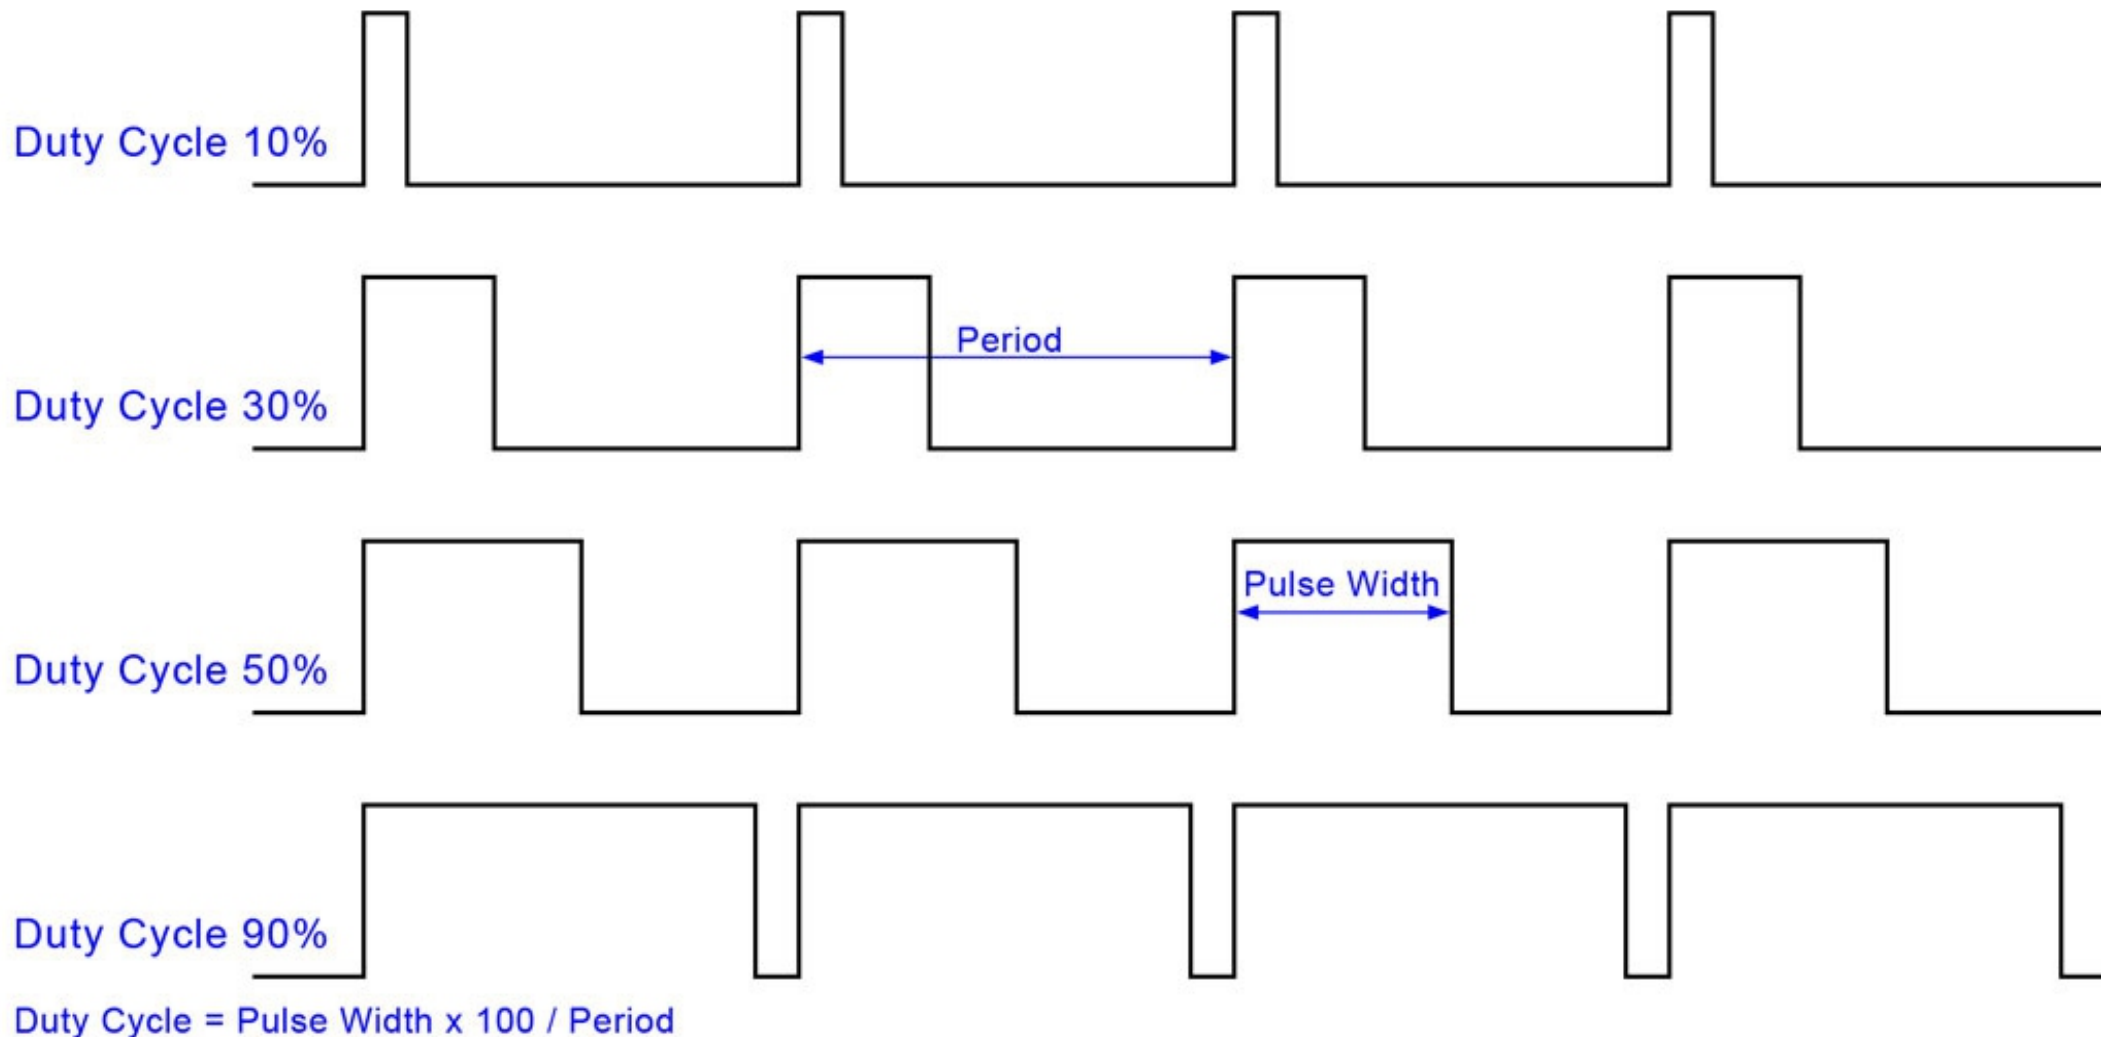 Duty Cycle 10%
Period
Duty Cycle 30%
Pulse Width
Duty Cycle 50%
Duty Cycle 90%
Duty Cycle = Pulse Width x 100 / Period